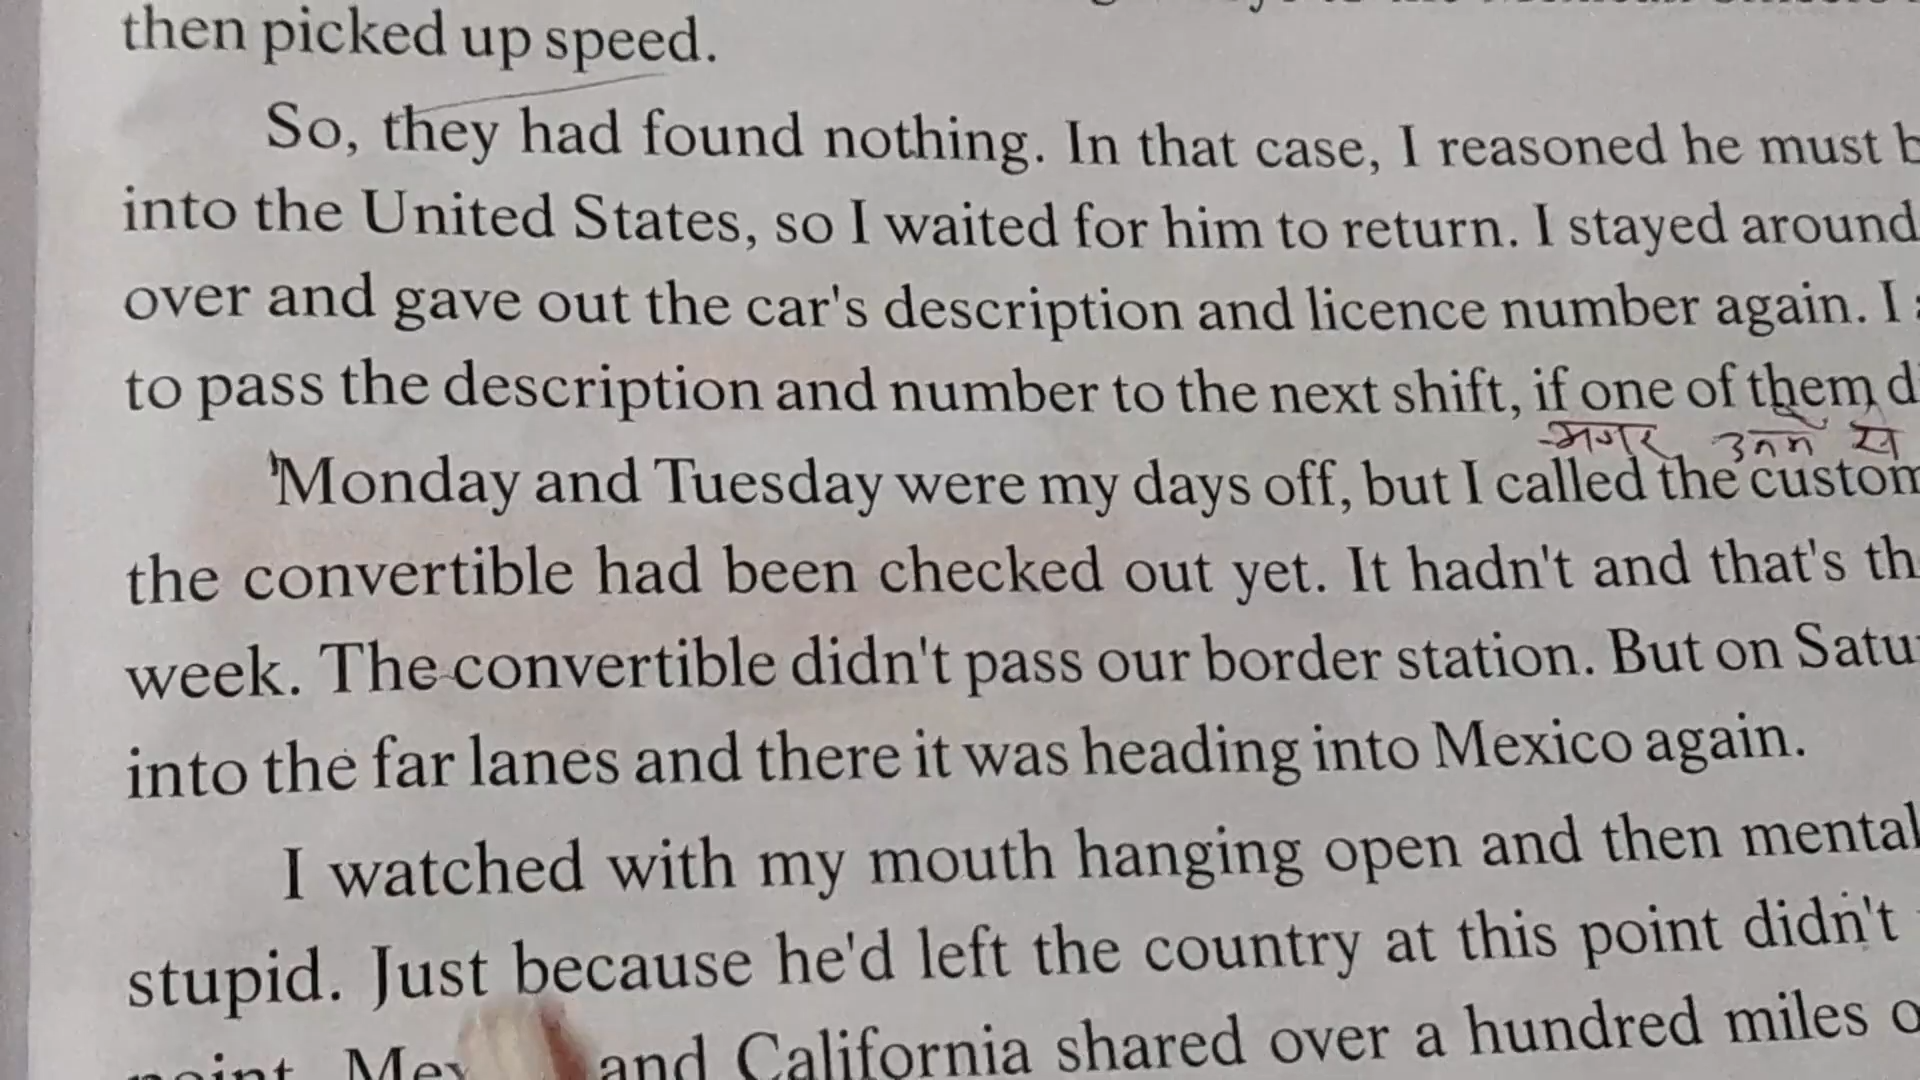 then picked up speed.
So, they had found nothing. In that case, I reasoned he must
into the United States, so I waited for him to return. I stayed around
over and gave out the car's description and licence number again. I
to pass the description and number to the next shift, if one of them
अगर उनमें से
Monday and Tuesday were my days off, but I called the
the convertible had been checked out yet. It hadn't and that's
week. The convertible didn't pass our border station. But on
into the far lanes and there it was heading into Mexico again.
I watched with my mouth hanging open and then
stupid. Just because he'd left the country at this point didn't
point. and California shared over a hundred miles